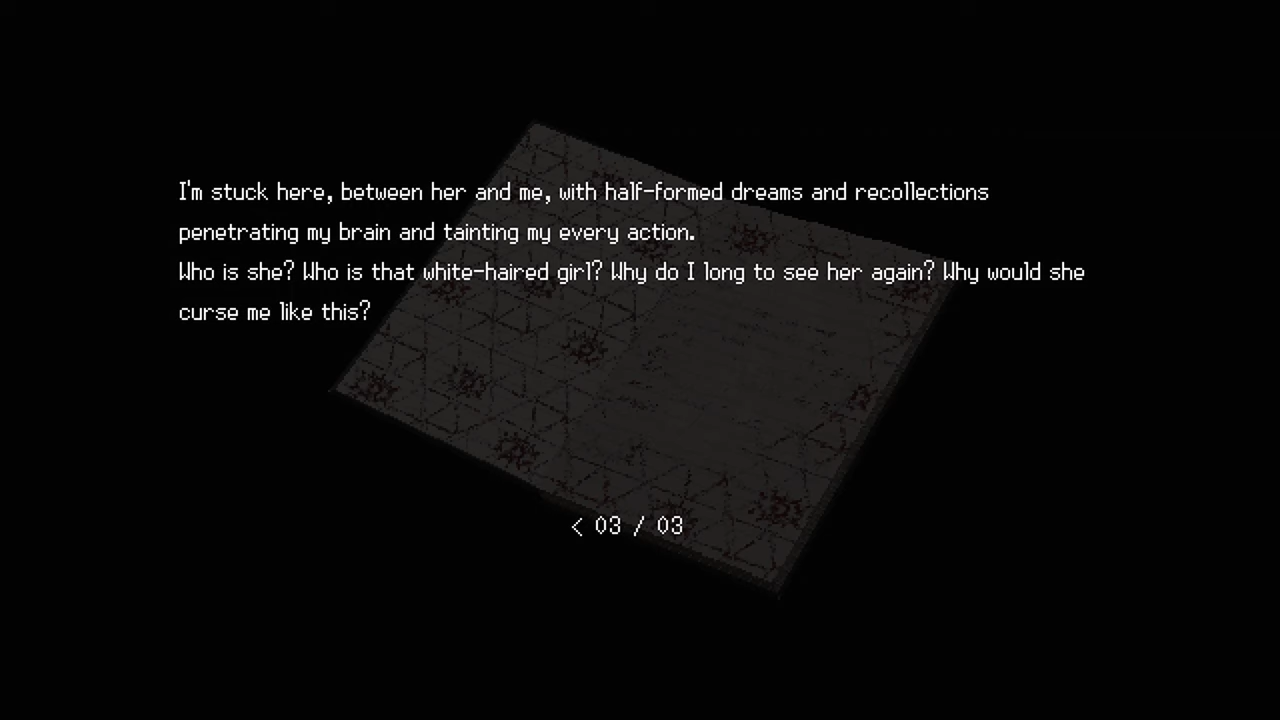 I'm stuck here, between her and me, with half-formed dreams and recollections
penetrating my brain and tainting my every action.
Who is she? Who is that white-haired girl? Why do I long to see her again? Why would she
curse me like this?
< 03 / 03